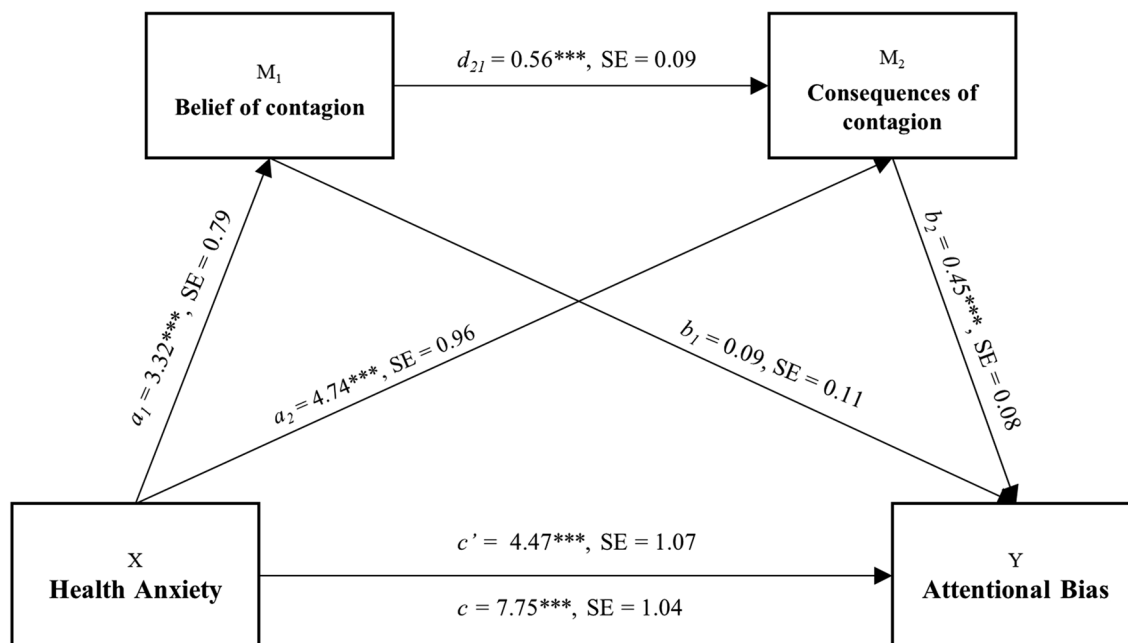 M₁
Belief of contagion
d₂₁ = 0.56***, SE = 0.09
M₂
Consequences of
contagion
a₁ = 3.32***, SE = 0.79
a₂ = 4.74***, SE = 0.96
b₁ = 0.09, SE = 0.11
b₂ = 0.45***, SE = 0.08
X
Health Anxiety
c’ = 4.47***, SE = 1.07
c = 7.75***, SE = 1.04
Y
Attentional Bias